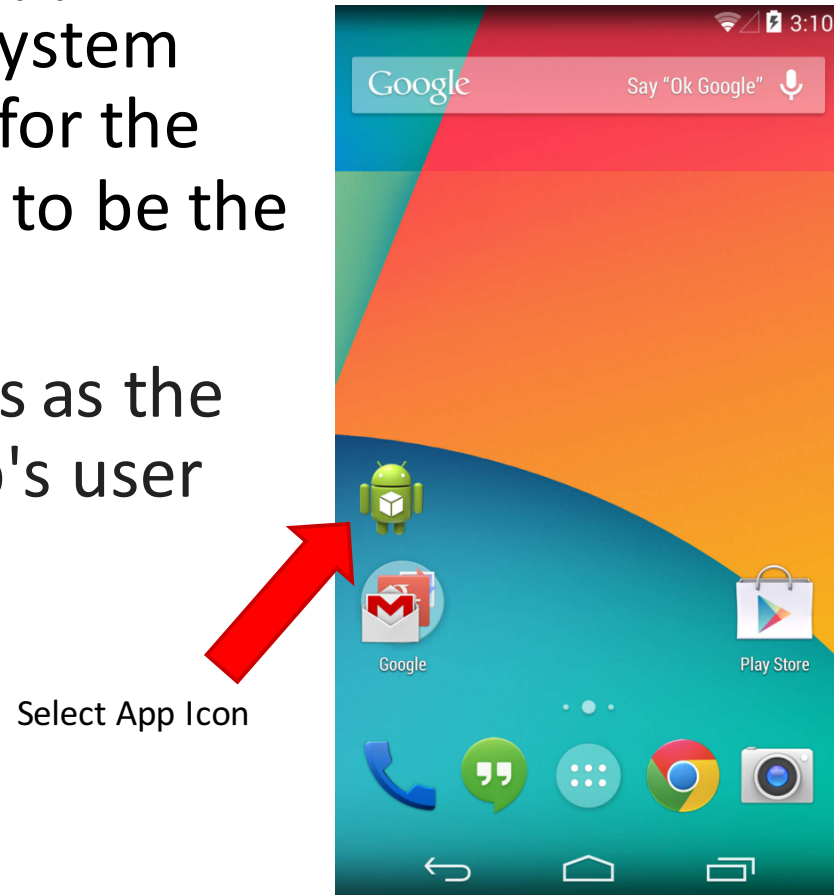 ystem
for the
to be the
s as the
's user
Select App Icon
3:10
Google
Say "Ok Google"
Google
Play Store